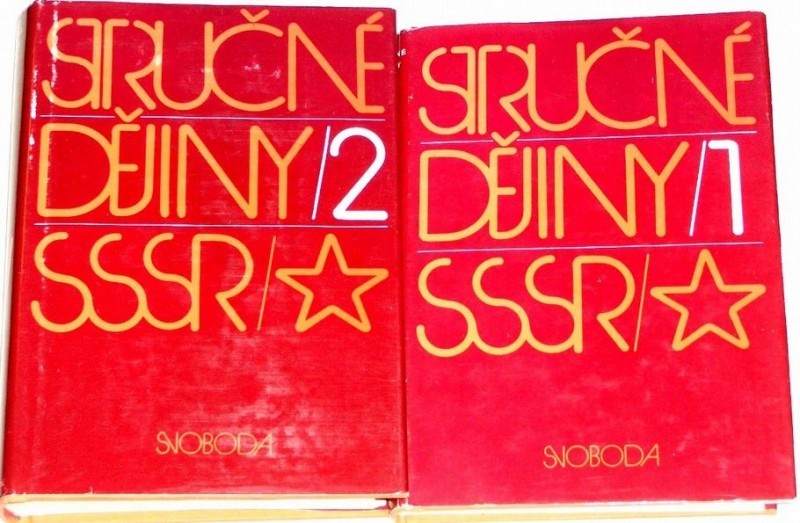 STRUČNÉ
DĚJINY/2
SSSR/
SVOBODA
STRUČNÉ
DĚJINY/1
SSSR/
SVOBODA